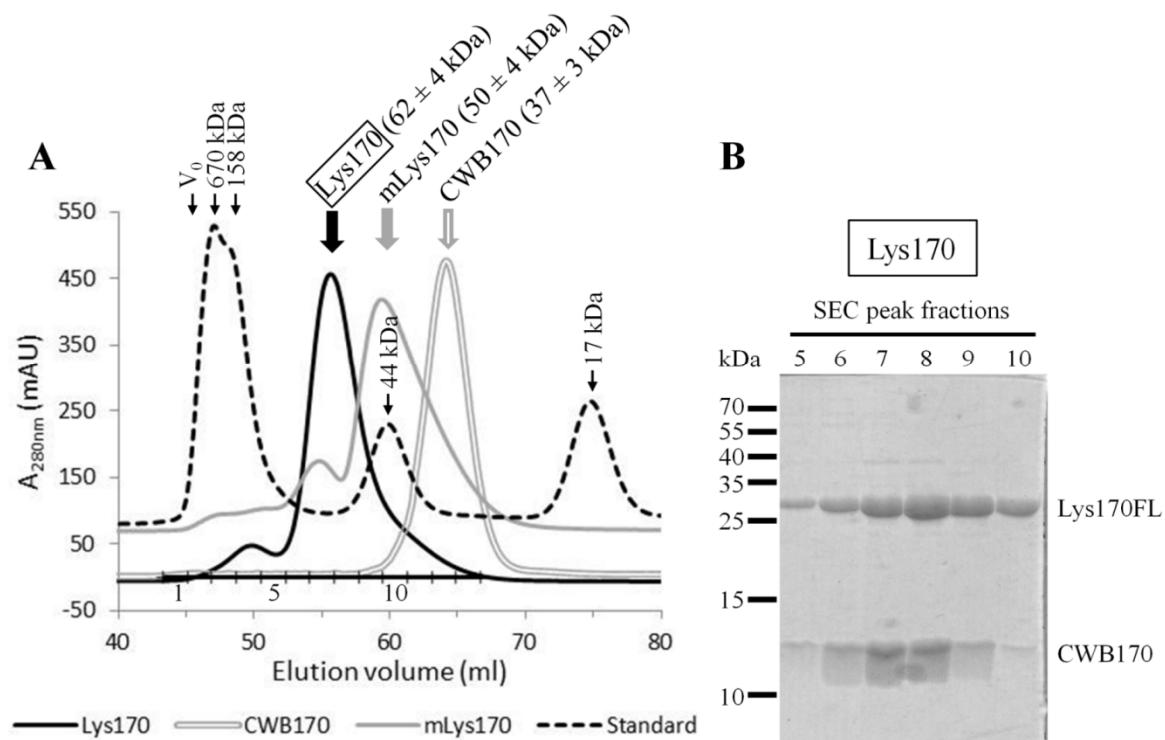 A
V₀
670 kDa
158 kDa
Lys170 (62 ± 4 kDa)
mLys170 (50 ± 4 kDa)
CWB170 (37 ± 3 kDa)
44 kDa
17 kDa
A280nm (mAU)
550
450
350
250
150
50
-50
1 5 10
40 50 60 70 80
Elution volume (ml)
Lys170 CWB170 mLys170 Standard
B
Lys170
SEC peak fractions
kDa 5 6 7 8 9 10
70
55
40
35
25
15
10
Lys170FL
CWB170